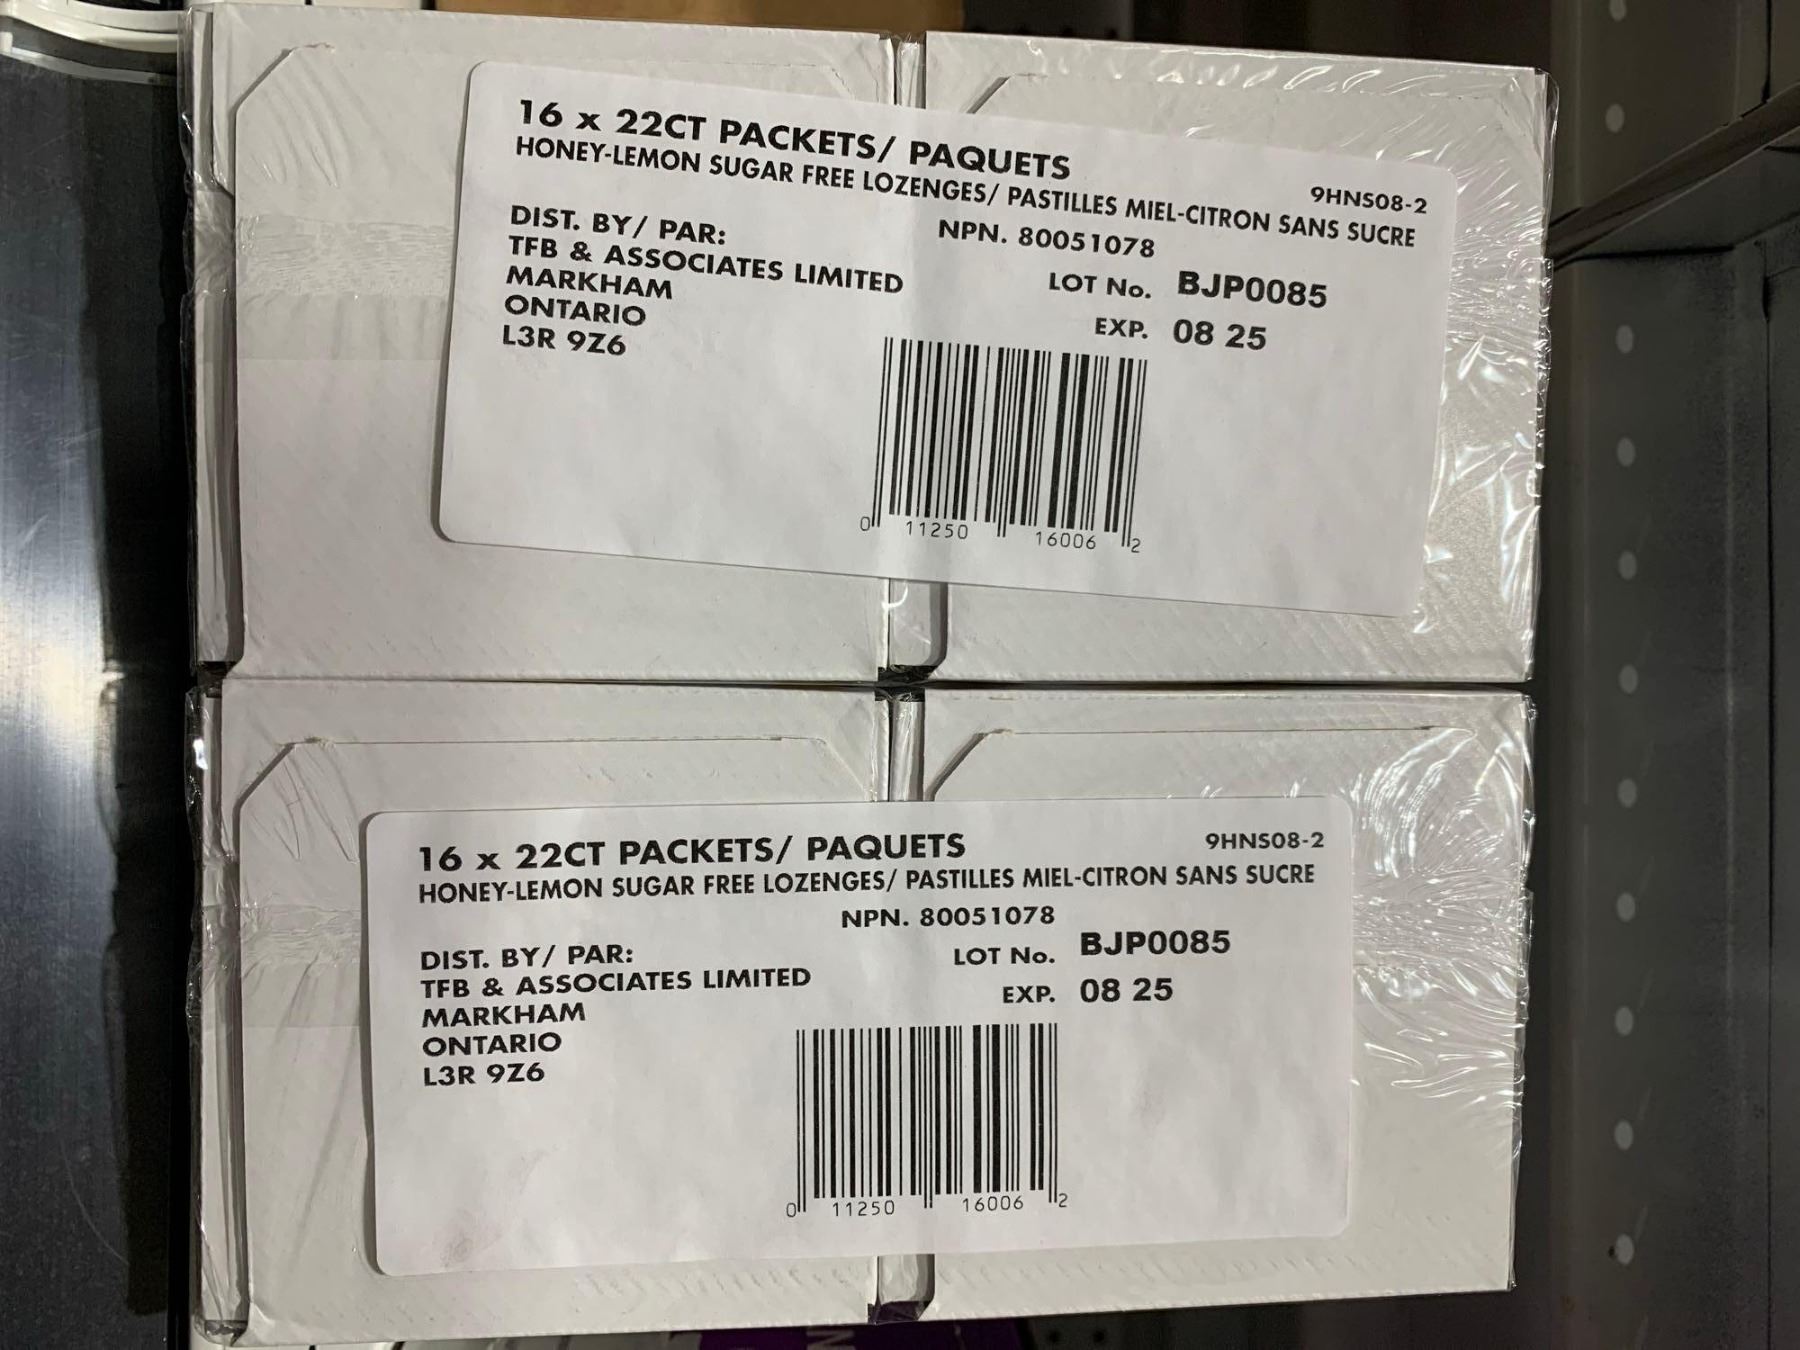 16 x 22CT PACKETS/ PAQUETS
9HNS08-2
HONEY-LEMON SUGAR FREE LOZENGES/ PASTILLES MIEL-CITRON SANS SUCRE
NPN. 80051078
DIST. BY/ PAR:
TFB & ASSOCIATES LIMITED
MARKHAM
ONTARIO
L3R 9Z6
LOT No. BJP0085
EXP. 08 25
0 11250 16006 2
16 x 22CT PACKETS/ PAQUETS
9HNS08-2
HONEY-LEMON SUGAR FREE LOZENGES/ PASTILLES MIEL-CITRON SANS SUCRE
NPN. 80051078
DIST. BY/ PAR:
TFB & ASSOCIATES LIMITED
MARKHAM
ONTARIO
L3R 9Z6
LOT No. BJP0085
EXP. 08 25
0 11250 16006 2